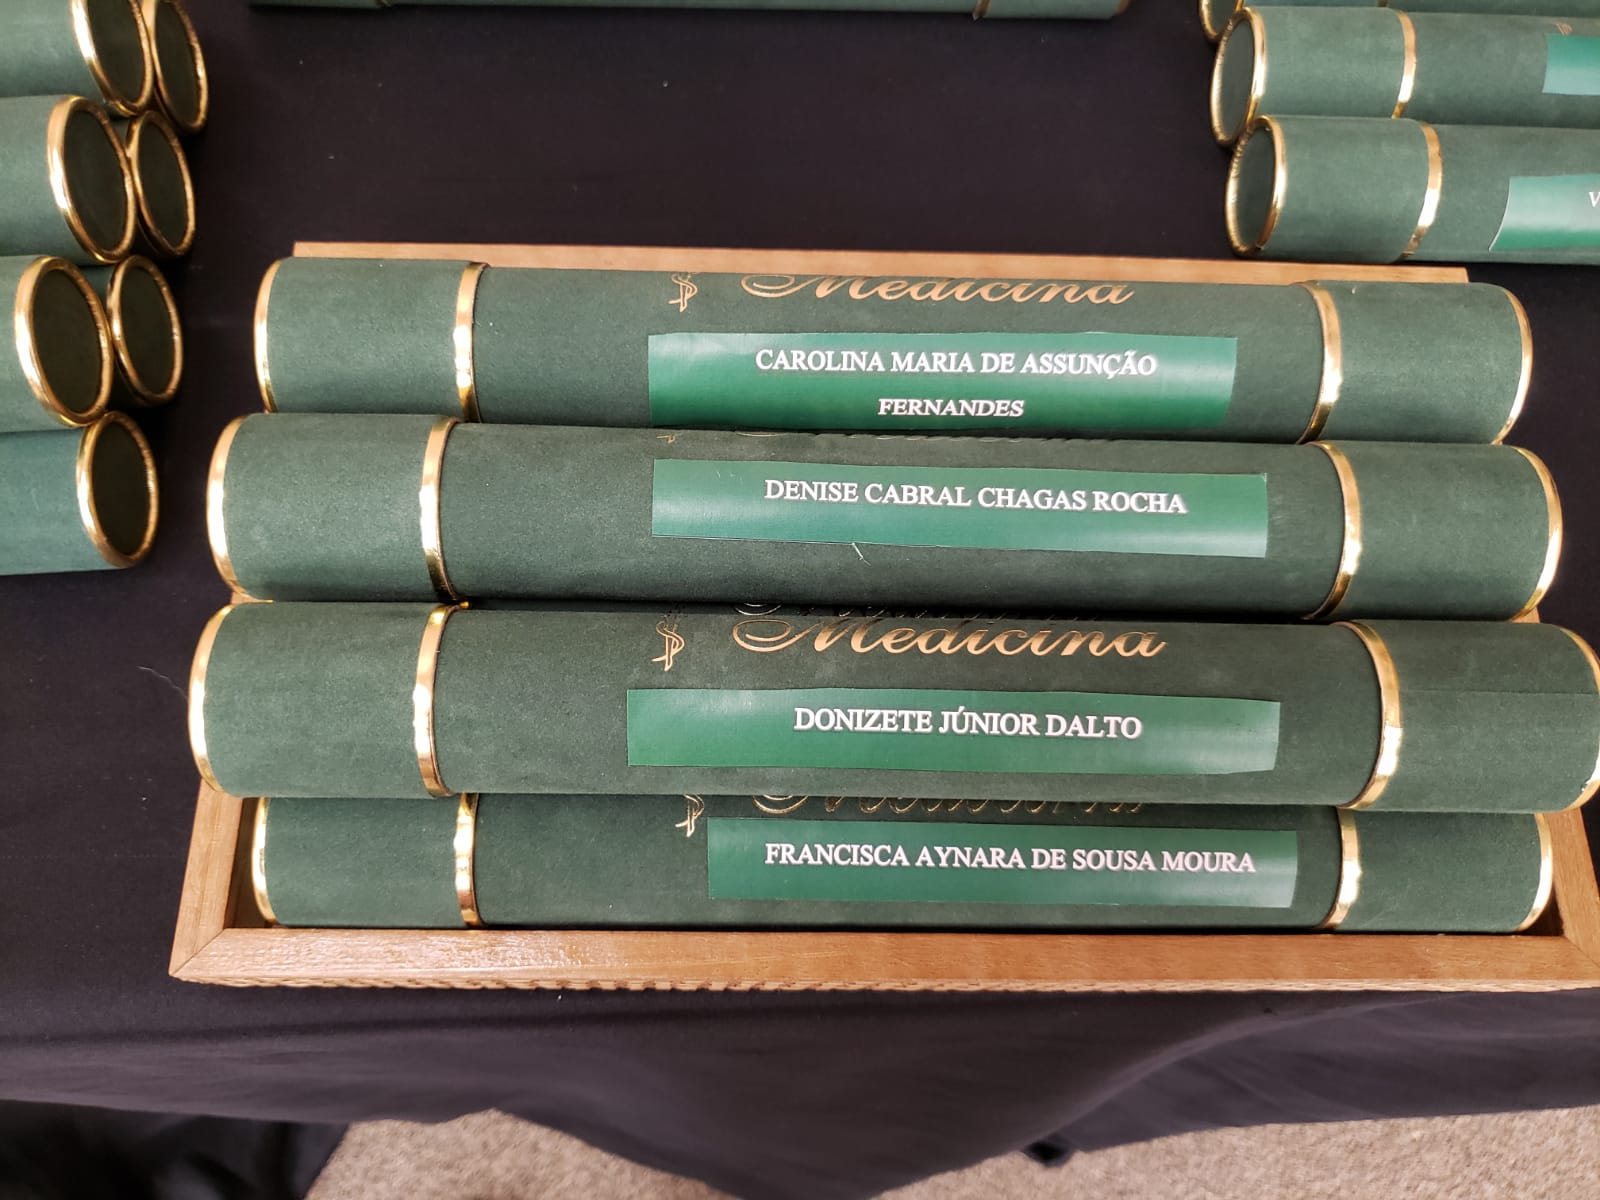 Medicina
CAROLINA MARIA DE ASSUNÇÃO
FERNANDES
DENISE CABRAL CHAGAS ROCHA
Medicina
DONIZETE JÚNIOR DALTO
Medicina
FRANCISCA AYNARA DE SOUSA MOURA